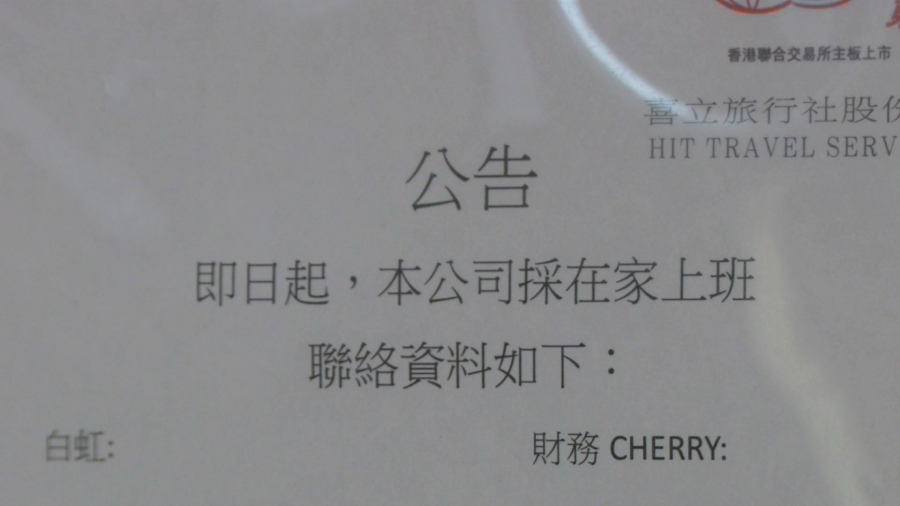 香港聯合交易所主板上市
喜立旅行社股份
HIT TRAVEL SERV
公告
即日起，本公司採在家上班
聯絡資料如下：
白虹:
財務 CHERRY: